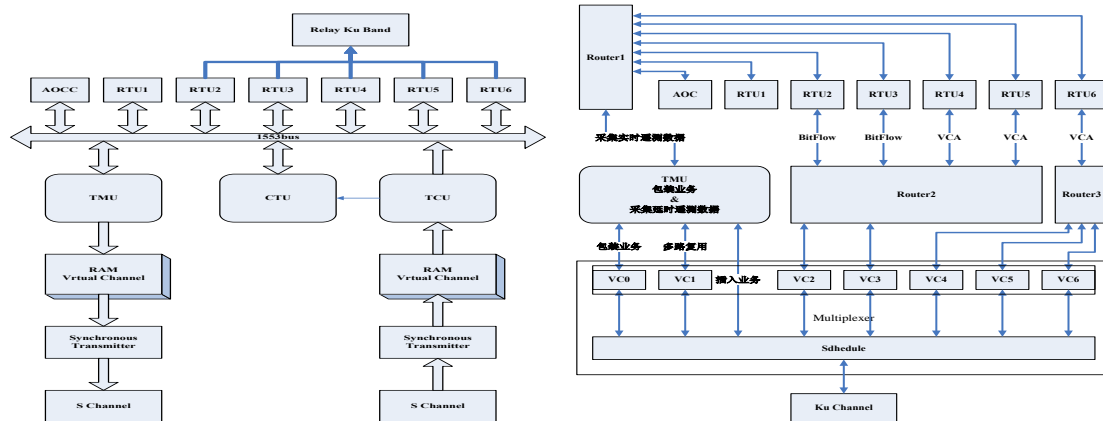 Relay Ku Band
AOCC
RTU1
RTU2
RTU3
RTU4
RTU5
RTU6
1553bus
TMU
CTU
TCU
RAM
Vrtual Channel
RAM
Vrtual Channel
Synchronous
Transmitter
Synchronous
Transmitter
S Channel
S Channel
Router1
AOC
RTU1
RTU2
RTU3
RTU4
RTU5
RTU6
采集实时遥测数据
BitFlow
BitFlow
VCA
VCA
VCA
TMU
包装业务
&
采集延时遥测数据
Router2
Router3
包装业务
多路复用
VC0
VC1
插入业务
VC2
VC3
VC4
VC5
VC6
Multiplexer
Sdhedule
Ku Channel